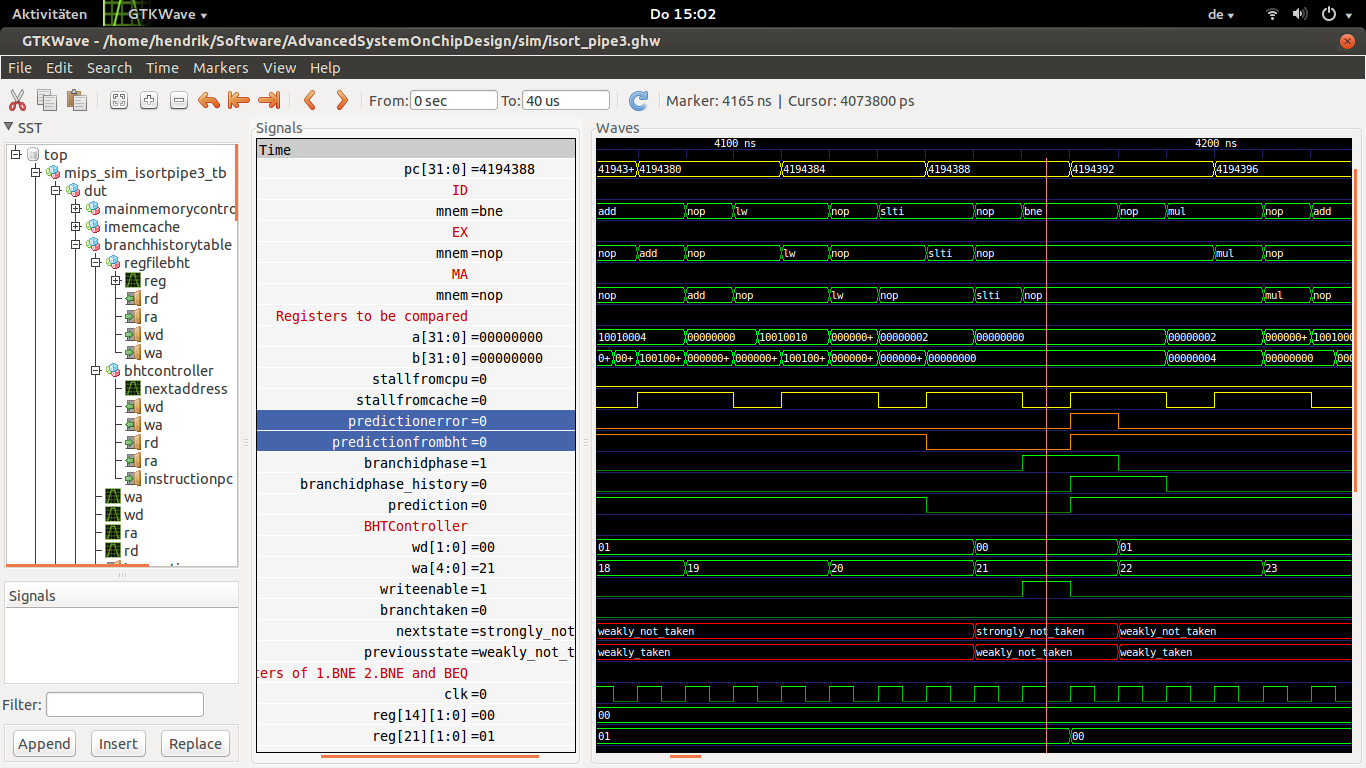 Aktivitäten GTKWave Do 15:02 de
GTKWave - /home/hendrik/Software/AdvancedSystemOnChipDesign/sim/isort_pipe3.ghw
File Edit Search Time Markers View Help
From: 0 sec To: 40 us Marker: 4165 ns | Cursor: 4073800 ps
SST
top
mips_sim_isortpipe3_tb
dut
mainmemorycontro
imemcache
branchhistorytable
regfilebht
reg
rd
ra
wd
wa
bhtcontroller
nextaddress
wd
wa
rd
ra
instructionpc
wa
wd
ra
rd
Signals
Filter:
Append Insert Replace
Signals
Time
pc[31:0]=4194388
ID
mnem=bne
EX
mnem=nop
MA
mnem=nop
Registers to be compared
a[31:0]=00000000
b[31:0]=00000000
stallfromcpu=0
stallfromcache=0
predictionerror=0
predictionfrombht=0
branchidphase=1
branchidphase_history=0
prediction=0
BHTController
wd[1:0]=00
wa[4:0]=21
writeenable=1
branchtaken=0
nextstate=strongly_not
previousstate=weakly_not_t
ters of 1.BNE 2.BNE and BEQ
clk=0
reg[14][1:0]=00
reg[21][1:0]=01
Waves
4100 ns 4200 ns
41943+ 4194380 4194384 4194388 4194392 4194396
add nop lw nop slti nop bne nop mul nop add
nop add nop lw nop slti nop mul nop
nop add nop lw nop slti nop mul nop
10010004 00000000 10010010 000000+ 00000002 00000000 00000002 000000+ 1001000
0+ 00+ 100100+ 000000+ 000000+ 100100+ 000000+ 000000+ 00000000 00000004 00000000 000
01 00 01
18 19 20 21 22 23
weakly_not_taken strongly_not_taken weakly_not_taken
weakly_taken weakly_not_taken weakly_taken
00
01 00